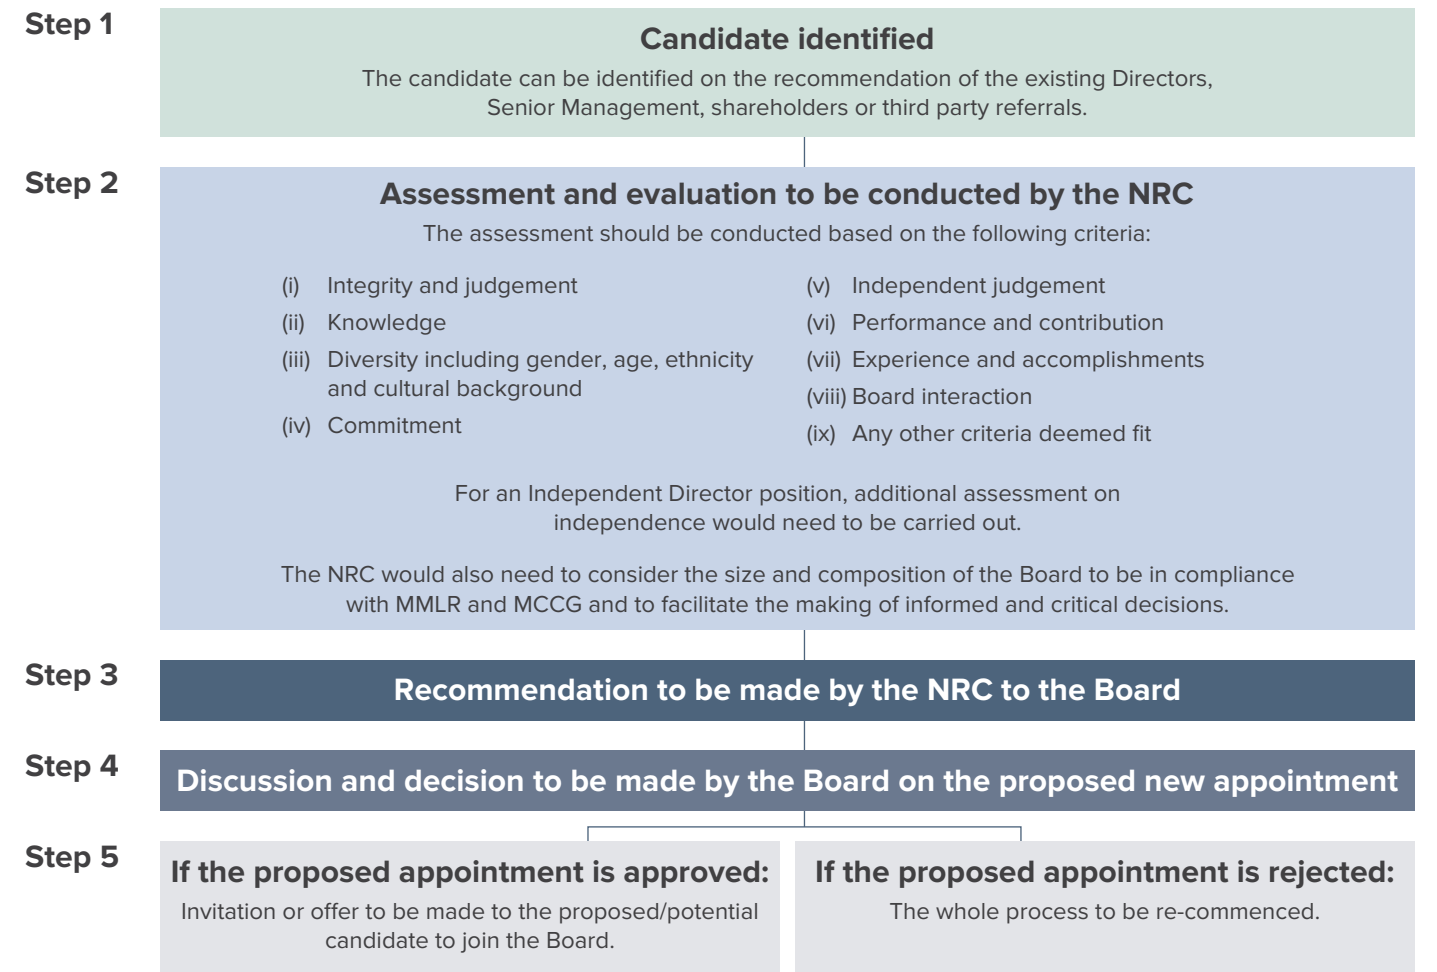 Step 1
Candidate identified
The candidate can be identified on the recommendation of the existing Directors,
Senior Management, shareholders or third party referrals.
Step 2
Assessment and evaluation to be conducted by the NRC
The assessment should be conducted based on the following criteria:
(i) Integrity and judgement
(ii) Knowledge
(iii) Diversity including gender, age, ethnicity
and cultural background
(iv) Commitment
(v) Independent judgement
(vi) Performance and contribution
(vii) Experience and accomplishments
(viii) Board interaction
(ix) Any other criteria deemed fit
For an Independent Director position, additional assessment on
independence would need to be carried out.
The NRC would also need to consider the size and composition of the Board to be in compliance
with MMLR and MCCG and to facilitate the making of informed and critical decisions.
Step 3
Recommendation to be made by the NRC to the Board
Step 4
Discussion and decision to be made by the Board on the proposed new appointment
Step 5
If the proposed appointment is approved:
Invitation or offer to be made to the proposed/potential
candidate to join the Board.
If the proposed appointment is rejected:
The whole process to be re-commenced.